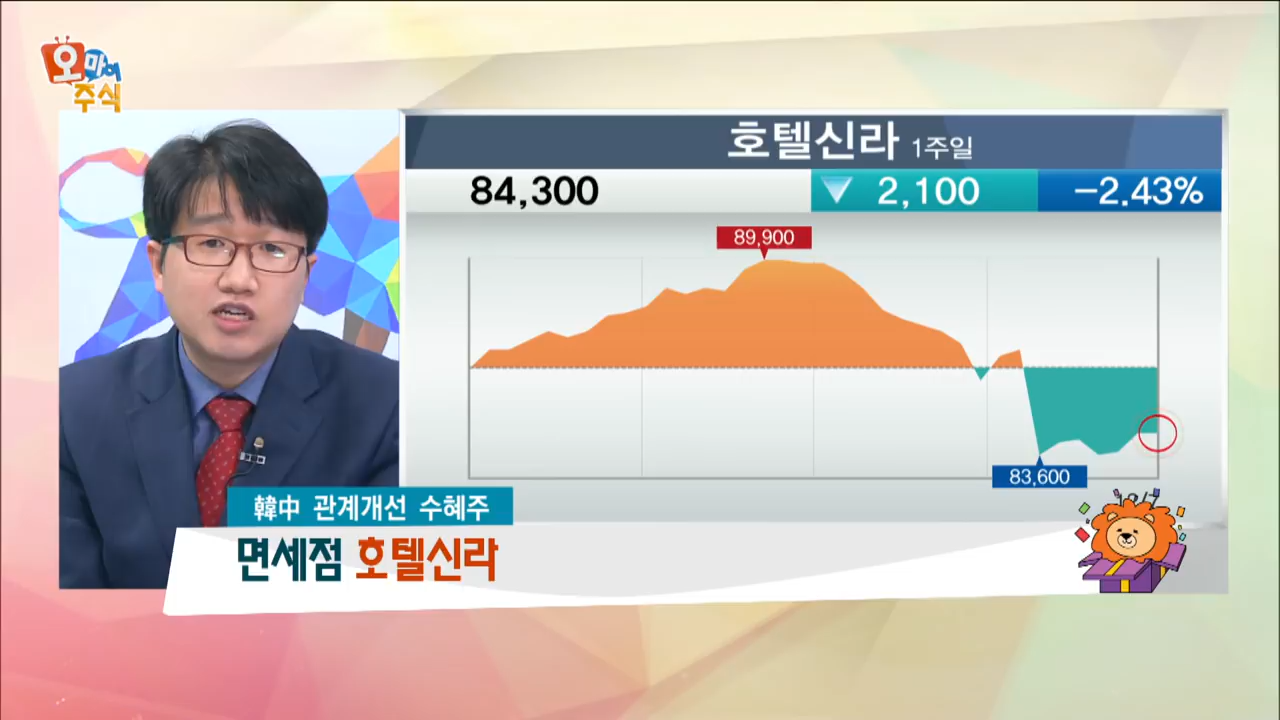 오마이
주식
호텔신라 1주일
84,300 ▼ 2,100 -2.43%
89,900
83,600
韓中 관계개선 수혜주
면세점 호텔신라